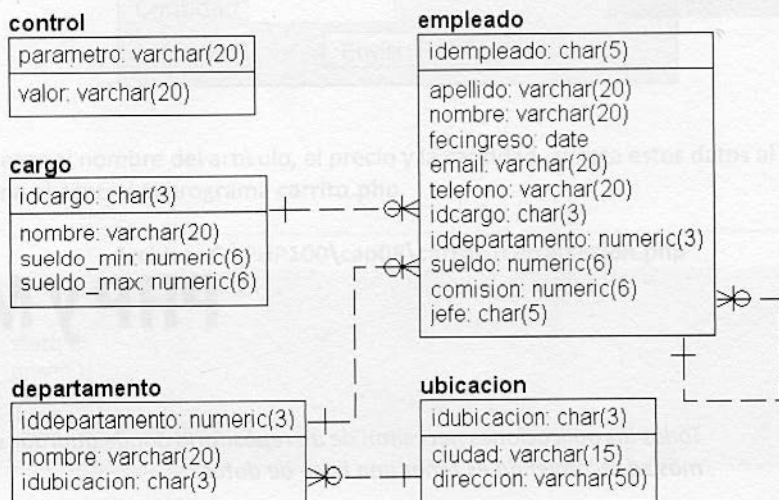 control
parametro: varchar(20)
valor: varchar(20)
empleado
idempleado: char(5)
apellido: varchar(20)
nombre: varchar(20)
fecingreso: date
email: varchar(20)
telefono: varchar(20)
idcargo: char(3)
iddepartamento: numeric(3)
sueldo: numeric(6)
comision: numeric(6)
jefe: char(5)
cargo
idcargo: char(3)
nombre: varchar(20)
sueldo_min: numeric(6)
sueldo_max: numeric(6)
departamento
iddepartamento: numeric(3)
nombre: varchar(20)
idubicacion: char(3)
ubicacion
idubicacion: char(3)
ciudad: varchar(15)
direccion: varchar(50)